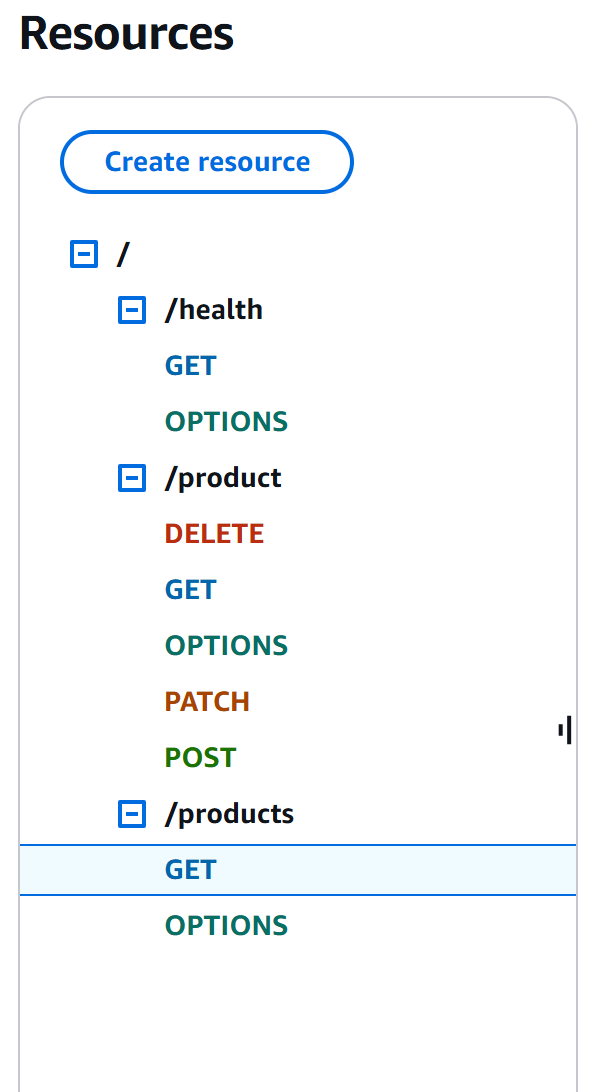 Resources
Create resource
/
/health
GET
OPTIONS
/product
DELETE
GET
OPTIONS
PATCH
POST
/products
GET
OPTIONS